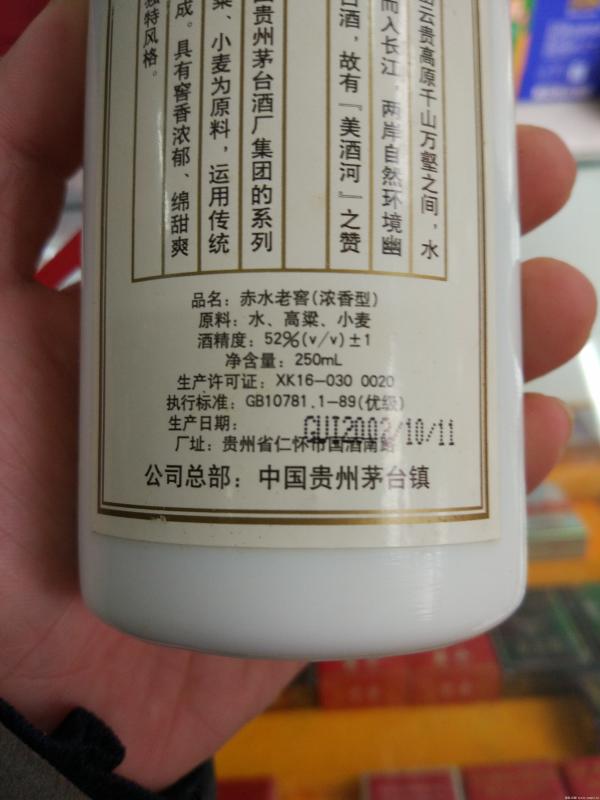 白云贵高原千山万壑之间，水
而入长江，两岸自然环境幽
台酒，故有『美酒河』之赞
贵州茅台酒厂集团的系列
粱、小麦为原料，运用传统
成。具有窖香浓郁、绵甜爽
独特风格。
品名：赤水老窖(浓香型)
原料：水、高粱、小麦
酒精度：52%(v/v)±1
净含量：250mL
生产许可证：XK16-030 0020
执行标准：GB10781.1-89(优级)
生产日期：
GUI2002/10/11
厂址：贵州省仁怀市国酒南路
公司总部：中国贵州茅台镇